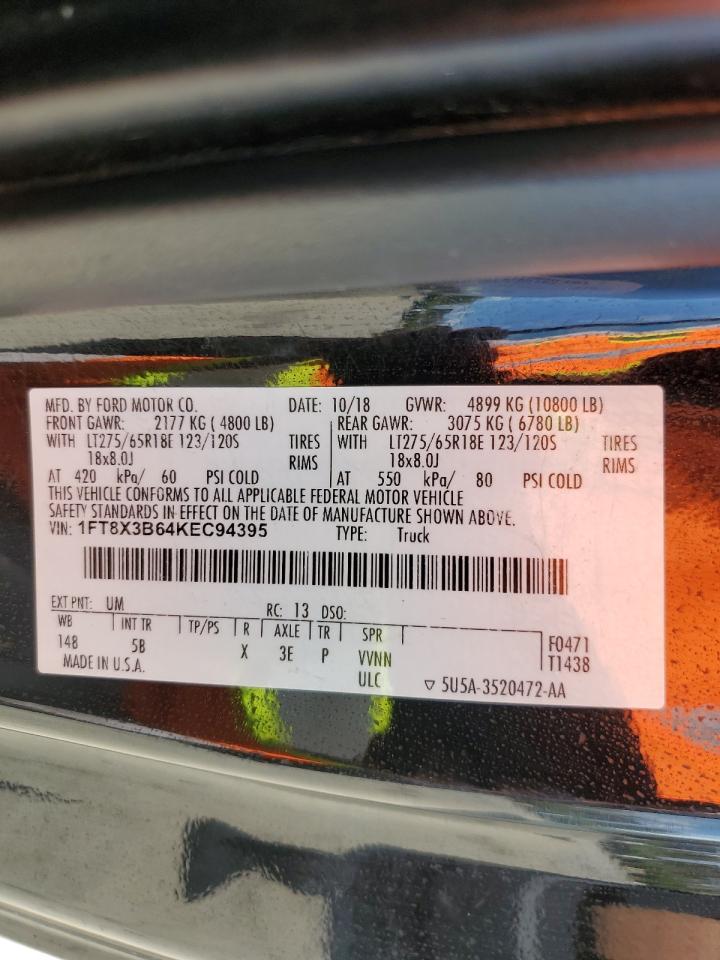 MFD. BY FORD MOTOR CO. DATE: 10/18 GVWR: 4899 KG (10800 LB)
FRONT GAWR: 2177 KG ( 4800 LB) REAR GAWR: 3075 KG ( 6780 LB)
WITH LT275/65R18E 123/120S TIRES WITH LT275/65R18E 123/120S TIRES
18x8.0J RIMS 18x8.0J RIMS
AT 420 kPa/ 60 PSI COLD AT 550 kPa/ 80 PSI COLD
THIS VEHICLE CONFORMS TO ALL APPLICABLE FEDERAL MOTOR VEHICLE
SAFETY STANDARDS IN EFFECT ON THE DATE OF MANUFACTURE SHOWN ABOVE.
VIN: 1FT8X3B64KEC94395 TYPE: Truck
EXT PNT: UM RC: 13 DSO:
WB INT TR TP/PS R AXLE TR SPR F0471
148 5B X 3E P VVNN T1438
MADE IN U.S.A. ULC ▽ 5U5A-3520472-AA